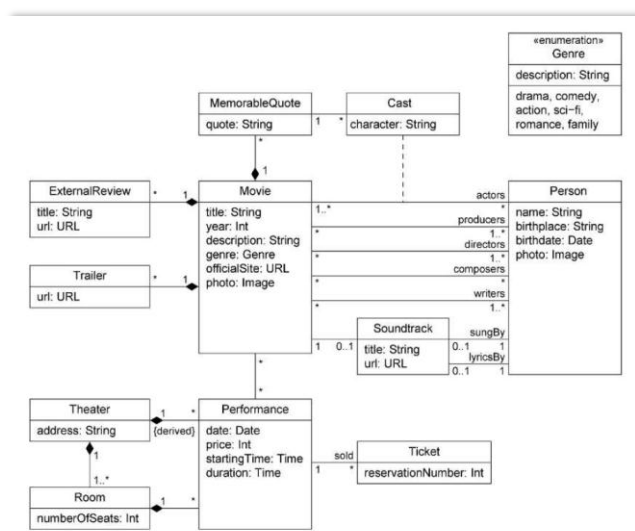 «enumeration»
Genre
description: String
drama, comedy,
action, sci-fi,
romance, family
MemorableQuote
quote: String
1
*
Cast
character: String
*
1
ExternalReview
title: String
url: URL
*
1
Movie
title: String
year: Int
description: String
genre: Genre
officialSite: URL
photo: Image
actors
1..*
*
producers
*
1..*
directors
*
1..*
composers
*
*
writers
*
1..*
Person
name: String
birthplace: String
birthdate: Date
photo: Image
Trailer
url: URL
*
1
1
0..1
Soundtrack
title: String
url: URL
sungBy
0..1
1
lyricsBy
0..1
1
*
*
Theater
address: String
1
*
{derived}
1
1..*
Room
numberOfSeats: Int
1
*
Performance
date: Date
price: Int
startingTime: Time
duration: Time
sold
1
*
Ticket
reservationNumber: Int